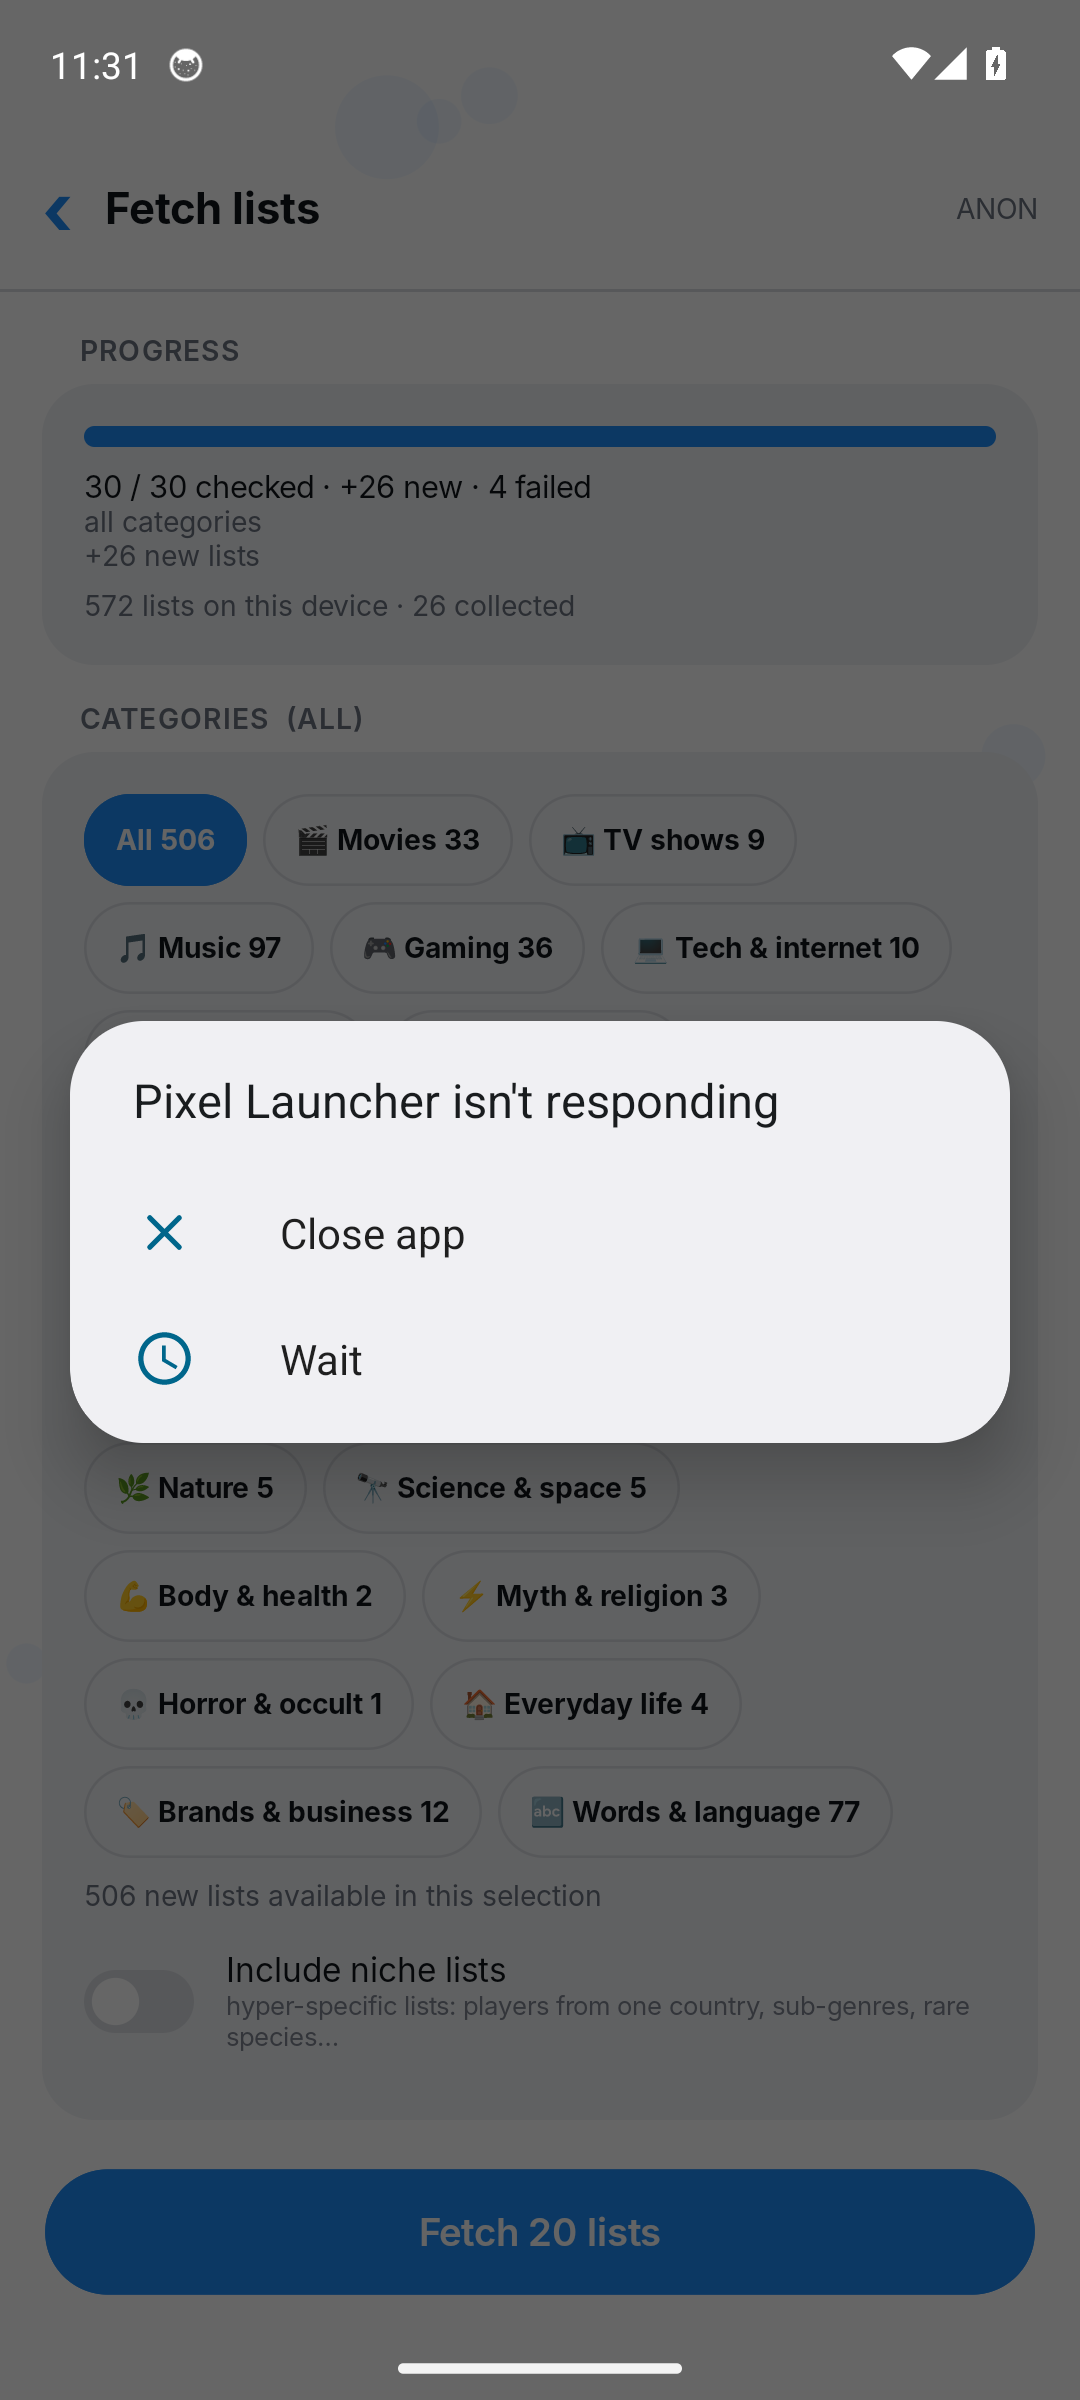 11:31
Fetch lists
ANON
PROGRESS
30 / 30 checked · +26 new · 4 failed
all categories
+26 new lists
572 lists on this device · 26 collected
CATEGORIES (ALL)
All 506
Movies 33
TV shows 9
Music 97
Gaming 36
Tech & internet 10
Pixel Launcher isn't responding
Close app
Wait
Nature 5
Science & space 5
Body & health 2
Myth & religion 3
Horror & occult 1
Everyday life 4
Brands & business 12
abc Words & language 77
506 new lists available in this selection
Include niche lists
hyper-specific lists: players from one country, sub-genres, rare
species...
Fetch 20 lists